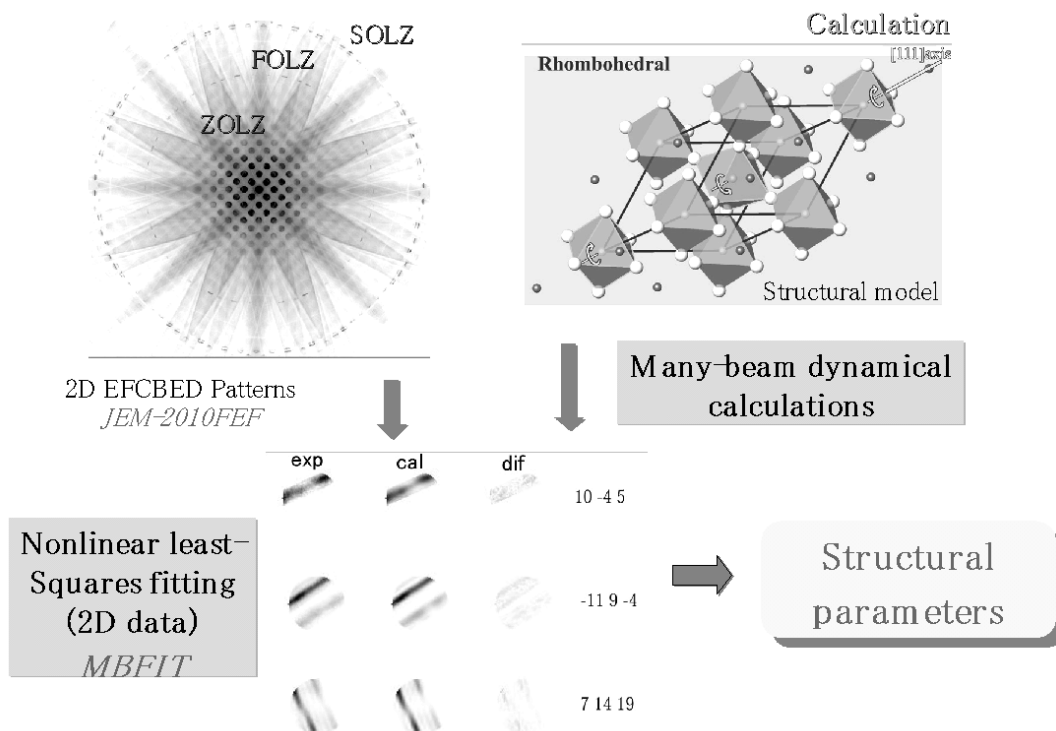 SOLZ
FOLZ
ZOLZ
Calculation
[111]axis
Rhombohedral
Structural model
2D EFCBED Patterns
JEM-2010FEF
Many-beam dynamical
calculations
exp cal dif
10 -4 5
Nonlinear least-
Squares fitting
(2D data)
MBFIT
-11 9 -4
7 14 19
Structural
parameters